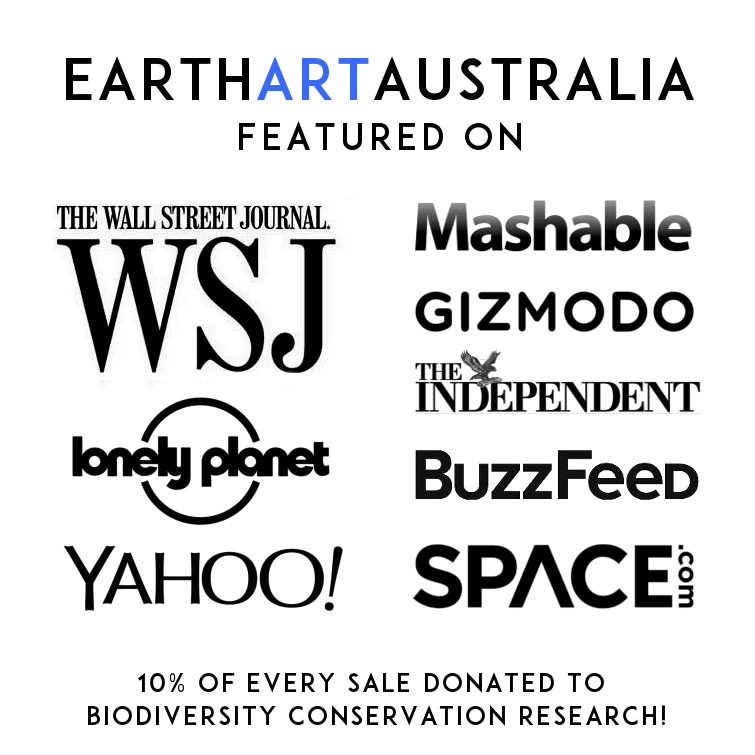 EARTHARTAUSTRALIA
FEATURED ON
THE WALL STREET JOURNAL.
WSJ
lonely planet
YAHOO!
Mashable
GIZMODO
THE
INDEPENDENT
BUZZFEED
SPACE.com
10% OF EVERY SALE DONATED TO
BIODIVERSITY CONSERVATION RESEARCH!